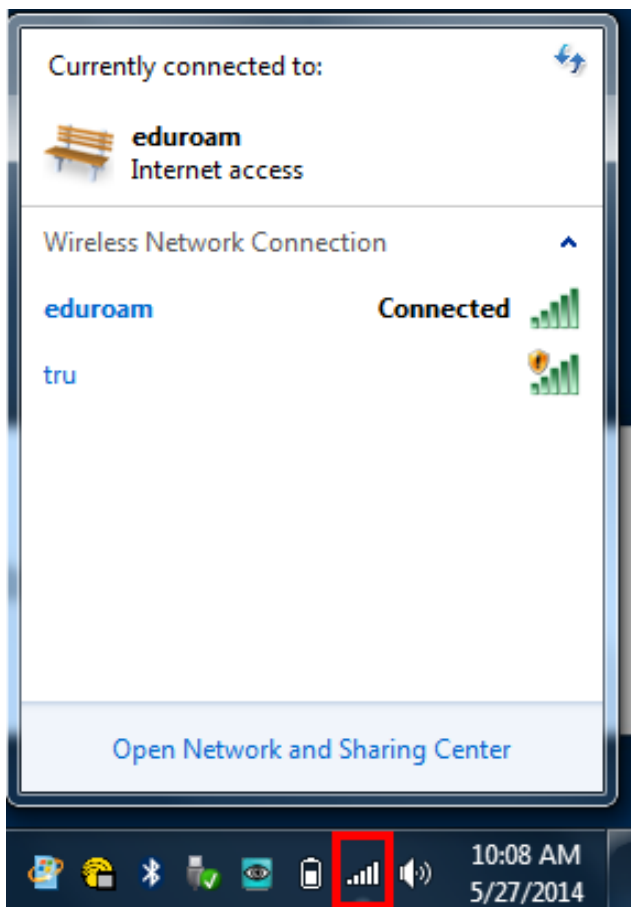 Currently connected to:
eduroam
Internet access
Wireless Network Connection
eduroam Connected
tru
Open Network and Sharing Center
10:08 AM
5/27/2014